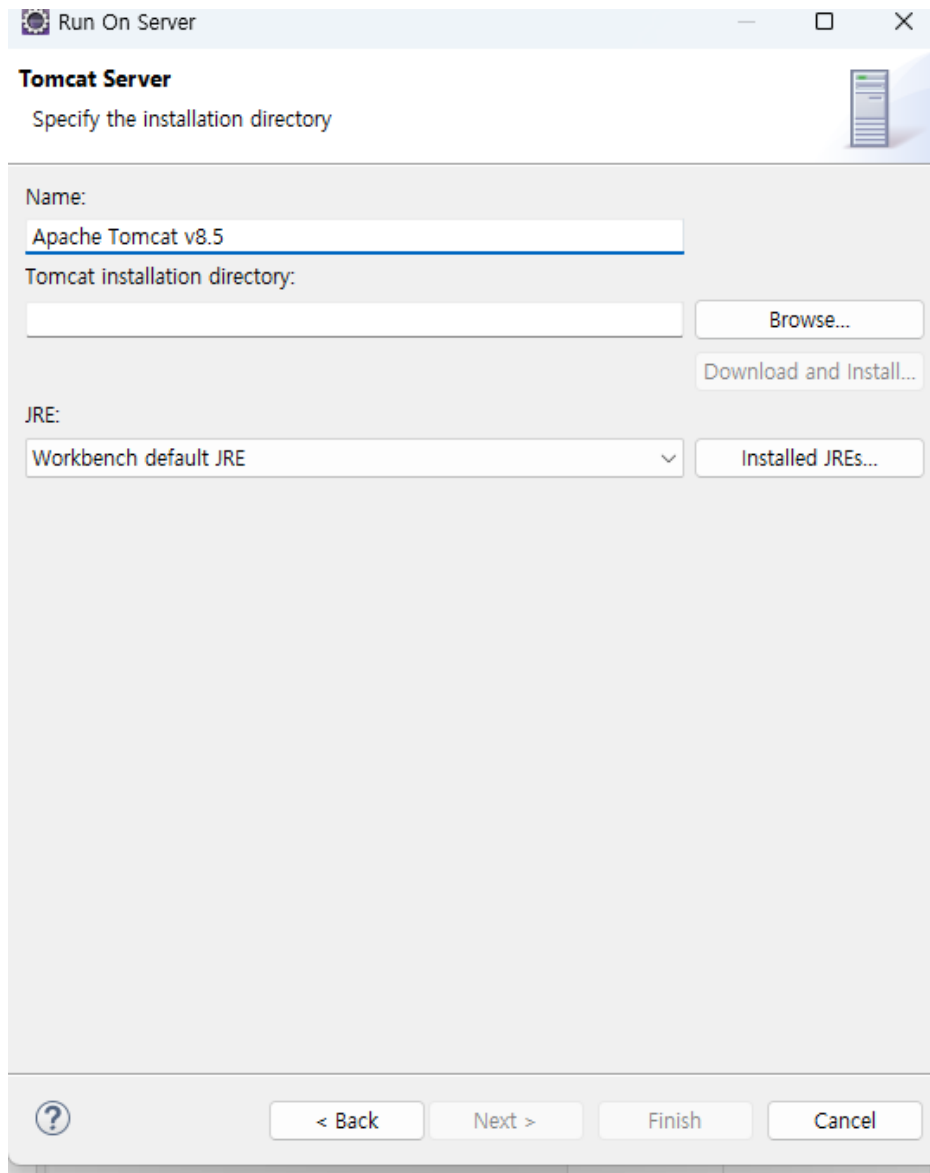 Run On Server
Tomcat Server
Specify the installation directory
Name:
Apache Tomcat v8.5
Tomcat installation directory:
Browse...
Download and Install...
JRE:
Workbench default JRE
Installed JREs...
< Back
Next >
Finish
Cancel